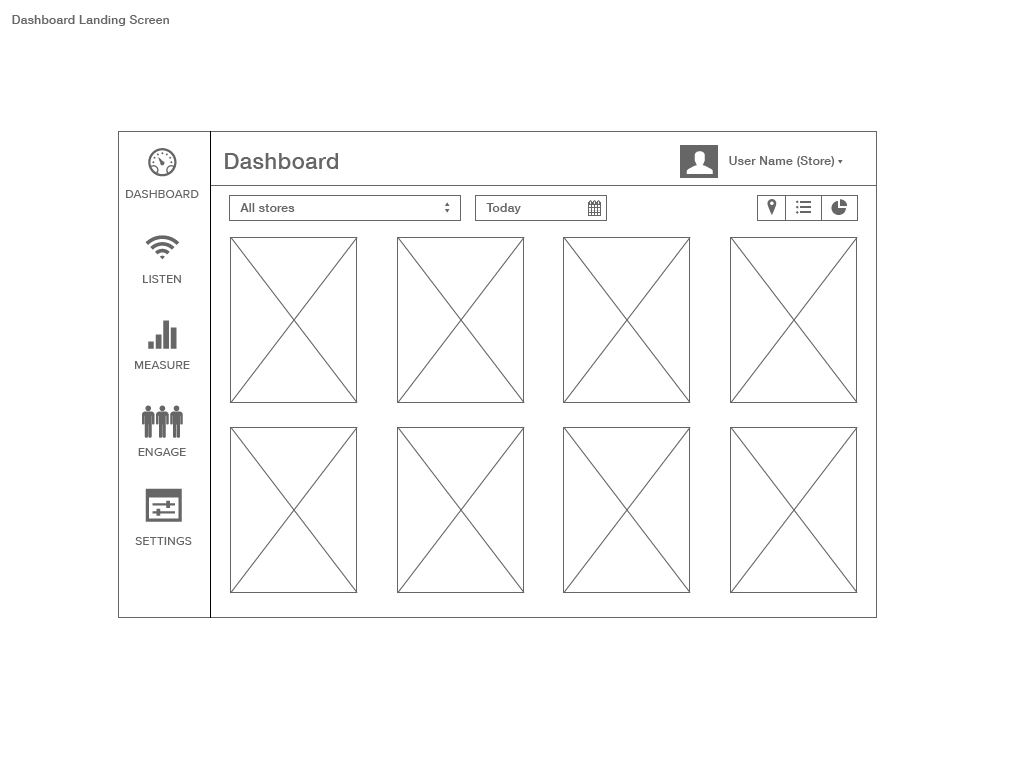 Dashboard Landing Screen
Dashboard
User Name (Store)
DASHBOARD
All stores
Today
LISTEN
MEASURE
ENGAGE
SETTINGS